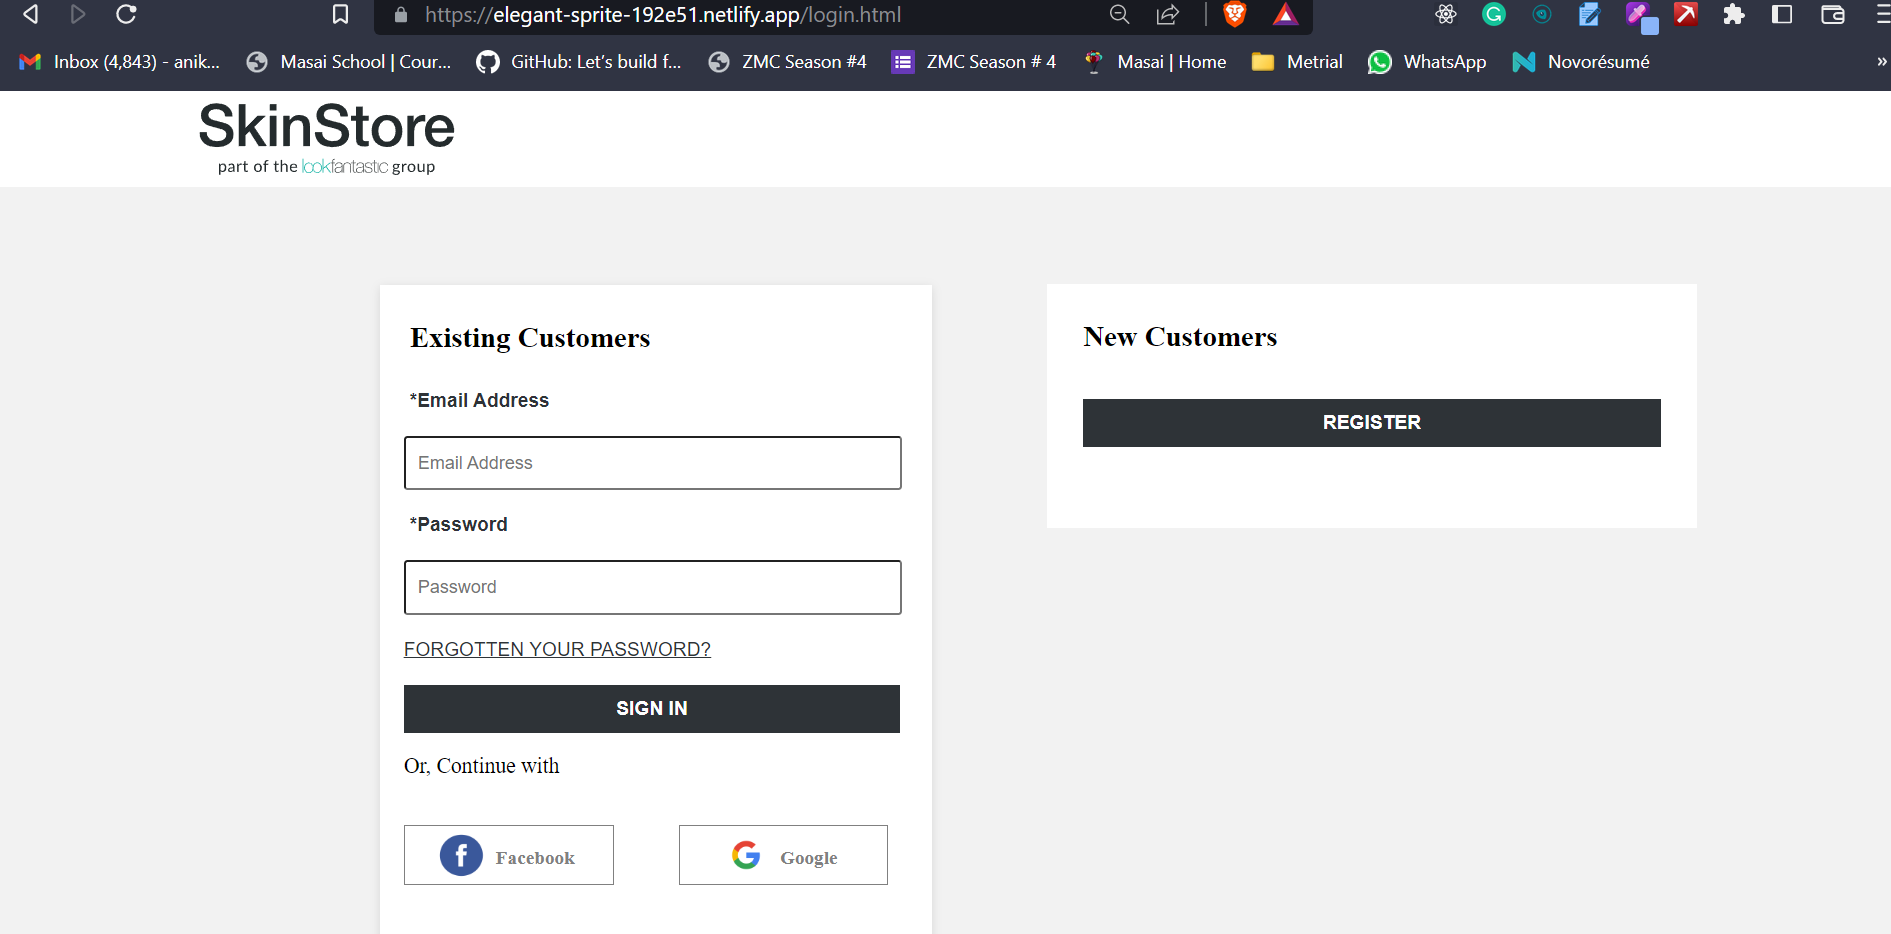 https://elegant-sprite-192e51.netlify.app/login.html
Inbox (4,843) - anik... Masai School | Cour... GitHub: Let's build f... ZMC Season #4 ZMC Season # 4 Masai | Home Metrial WhatsApp Novorésumé »
SkinStore
part of the lookfantastic group
Existing Customers
*Email Address
Email Address
*Password
Password
FORGOTTEN YOUR PASSWORD?
SIGN IN
Or, Continue with
Facebook Google
New Customers
REGISTER